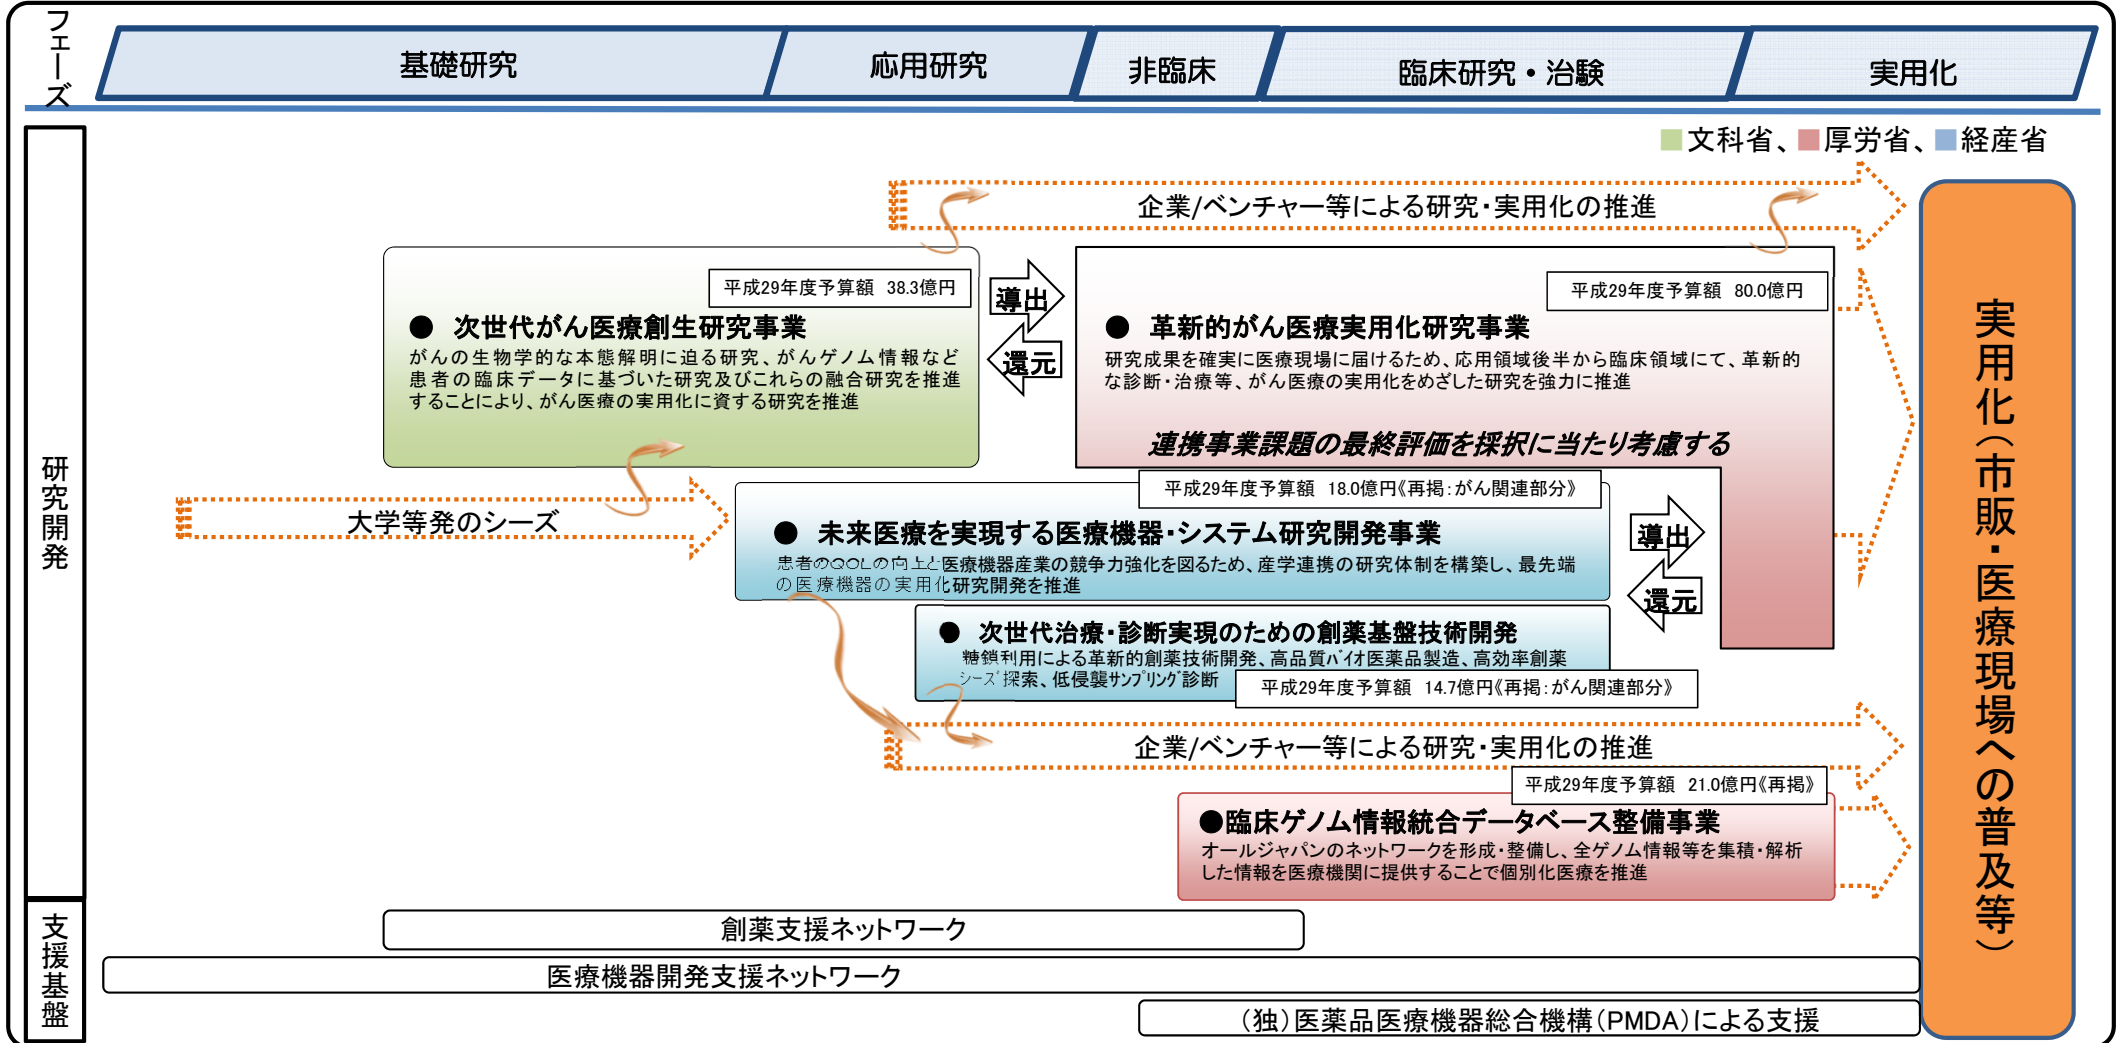 フェーズ
基礎研究
応用研究
非臨床
臨床研究・治験
実用化
文科省、厚労省、経産省
研究開発
企業/ベンチャー等による研究・実用化の推進
平成29年度予算額 38.3億円
● 次世代がん医療創生研究事業
がんの生物学的な本態解明に迫る研究、がんゲノム情報など
患者の臨床データに基づいた研究及びこれらの融合研究を推進
することにより、がん医療の実用化に資する研究を推進
導出
還元
平成29年度予算額 80.0億円
● 革新的がん医療実用化研究事業
研究成果を確実に医療現場に届けるため、応用領域後半から臨床領域にて、革新的
な診断・治療等、がん医療の実用化をめざした研究を強力に推進
連携事業課題の最終評価を採択に当たり考慮する
大学等発のシーズ
平成29年度予算額 18.0億円《再掲：がん関連部分》
● 未来医療を実現する医療機器・システム研究開発事業
患者のQOLの向上と医療機器産業の競争力強化を図るため、産学連携の研究体制を構築し、最先端
の医療機器の実用化研究開発を推進
導出
還元
● 次世代治療・診断実現のための創薬基盤技術開発
糖鎖利用による革新的創薬技術開発、高品質バイオ医薬品製造、高効率創薬
シーズ探索、低侵襲サンプリング診断
平成29年度予算額 14.7億円《再掲：がん関連部分》
企業/ベンチャー等による研究・実用化の推進
平成29年度予算額 21.0億円《再掲》
●臨床ゲノム情報統合データベース整備事業
オールジャパンのネットワークを形成・整備し、全ゲノム情報等を集積・解析
した情報を医療機関に提供することで個別化医療を推進
実用化（市販・医療現場への普及等）
支援基盤
創薬支援ネットワーク
医療機器開発支援ネットワーク
（独）医薬品医療機器総合機構（PMDA）による支援